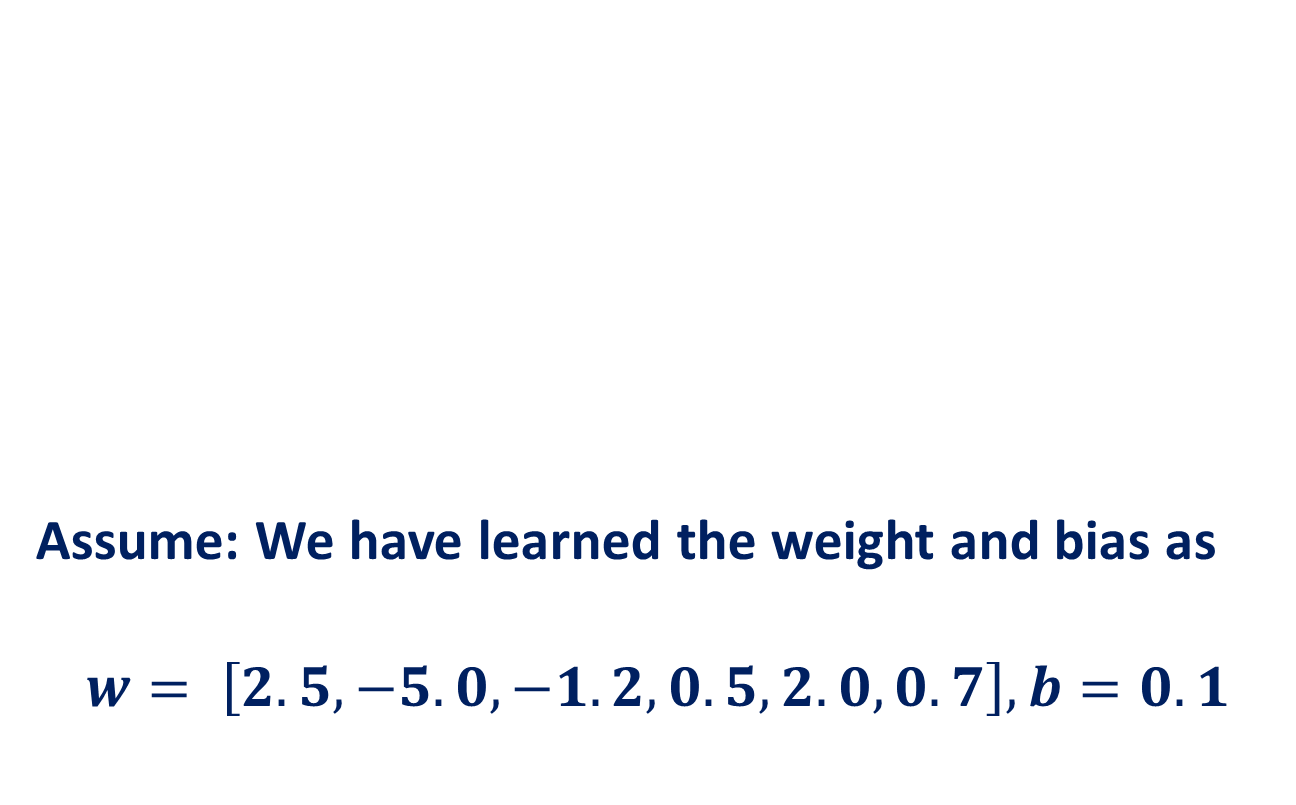 Assume: We have learned the weight and bias as
w = [2.5, −5.0, −1.2, 0.5, 2.0, 0.7], b = 0.1